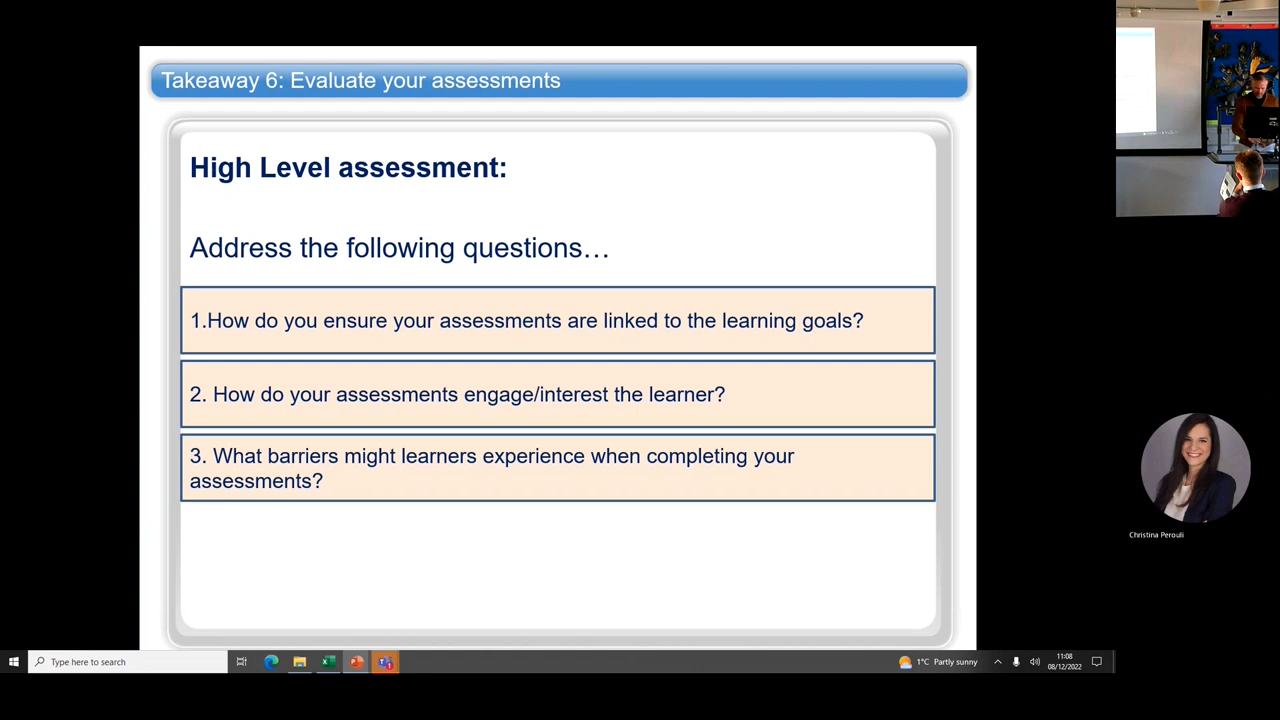 Takeaway 6: Evaluate your assessments
High Level assessment:
Address the following questions…
1.How do you ensure your assessments are linked to the learning goals?
2. How do your assessments engage/interest the learner?
3. What barriers might learners experience when completing your
assessments?
Christina Perouli
Type here to search
1°C Partly sunny
11:08
08/12/2022